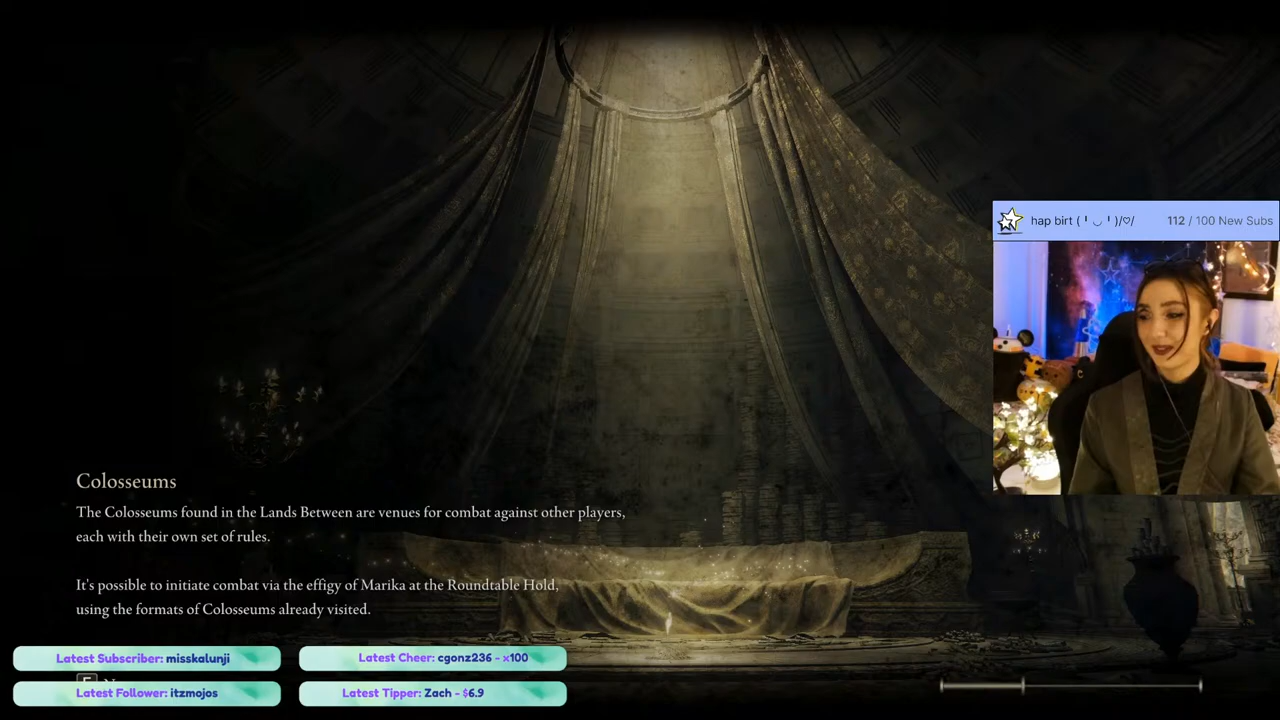 hap birt ( ╹ ◡ ╹ )/♡/ 112 / 100 New Subs
Colosseums
The Colosseums found in the Lands Between are venues for combat against other players,
each with their own set of rules.
It's possible to initiate combat via the effigy of Marika at the Roundtable Hold,
using the formats of Colosseums already visited.
Latest Subscriber: misskalunji
Latest Cheer: cgonz236 - x100
Latest Follower: itzmojos
Latest Tipper: Zach - $6.9